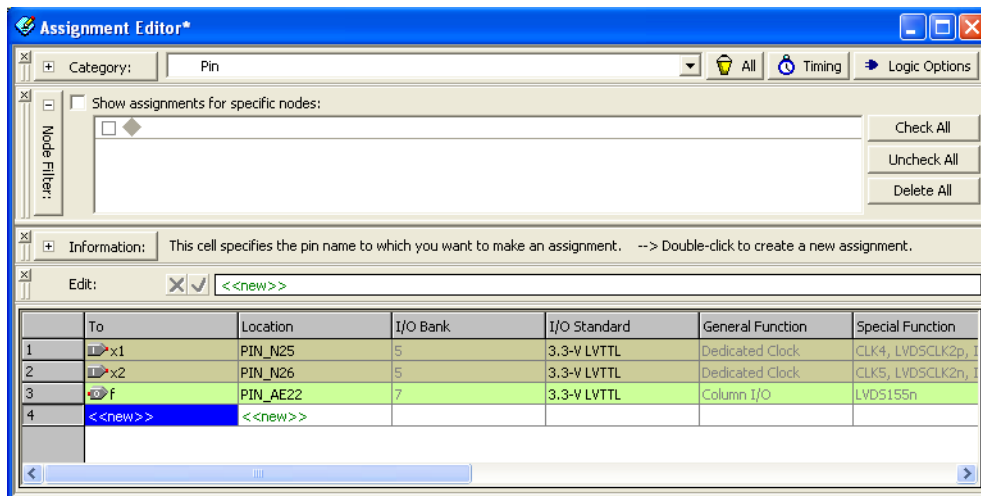 Assignment Editor*
Category: Pin All Timing Logic Options
Show assignments for specific nodes:
Node Filter:
Check All
Uncheck All
Delete All
Information: This cell specifies the pin name to which you want to make an assignment. --> Double-click to create a new assignment.
Edit: <<new>>
To Location I/O Bank I/O Standard General Function Special Function
1 x1 PIN_N25 5 3.3-V LVTTL Dedicated Clock CLK4, LVDSCLK2p, I
2 x2 PIN_N26 5 3.3-V LVTTL Dedicated Clock CLK5, LVDSCLK2n, I
3 f PIN_AE22 7 3.3-V LVTTL Column I/O LVDS155n
4 <<new>> <<new>>